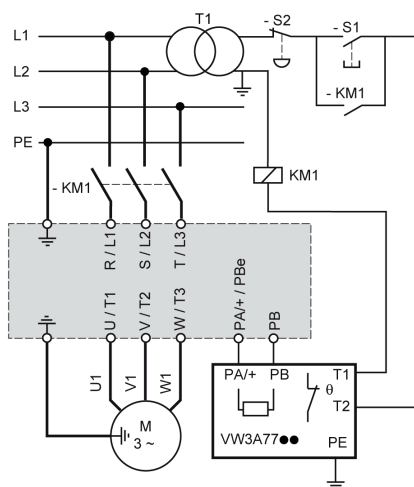 T1
- S2
- S1
L1
L2
L3
PE
- KM1
- KM1
KM1
R / L1
S / L2
T / L3
U / T1
V / T2
W / T3
PA/+ / PBe
PB
U1
V1
W1
M
3 ~
PA/+ PB
θ
T1
T2
VW3A77●●
PE